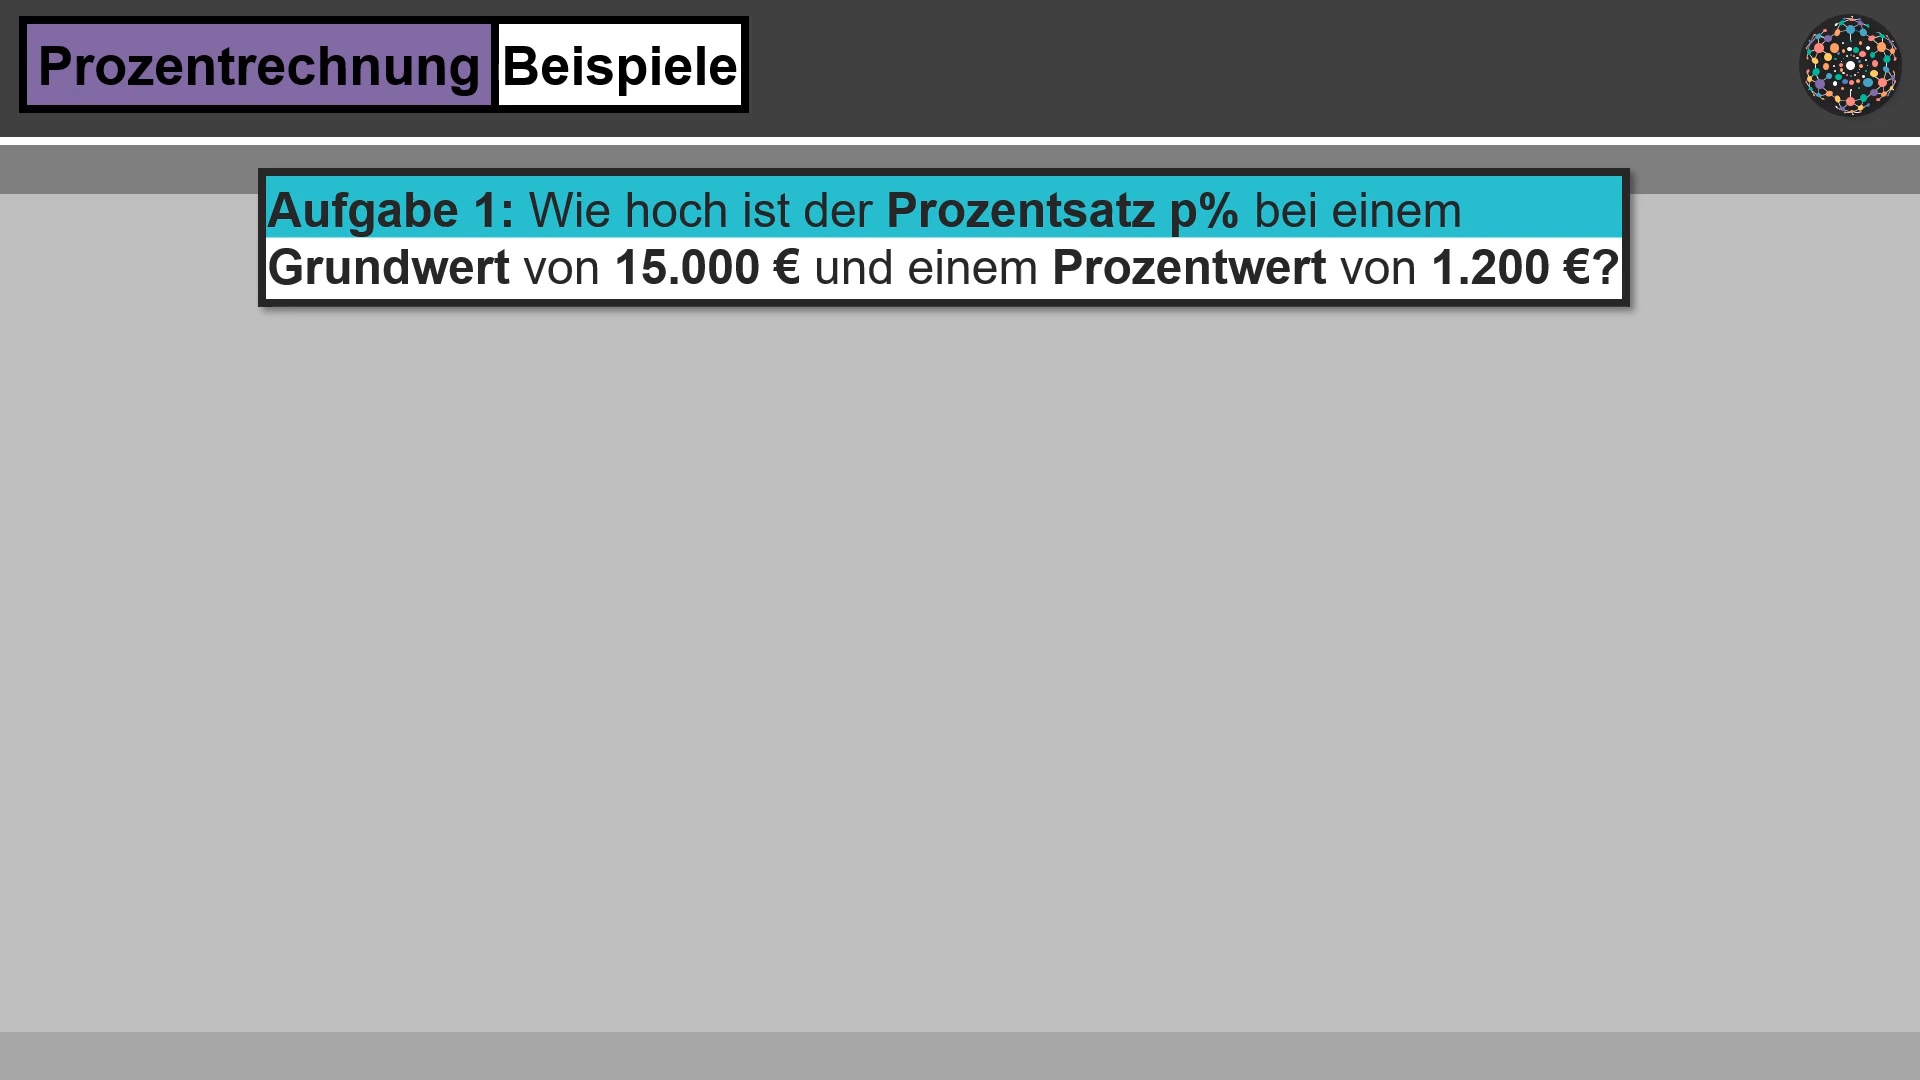 Prozentrechnung Beispiele
Aufgabe 1: Wie hoch ist der Prozentsatz p% bei einem
Grundwert von 15.000 € und einem Prozentwert von 1.200 €?